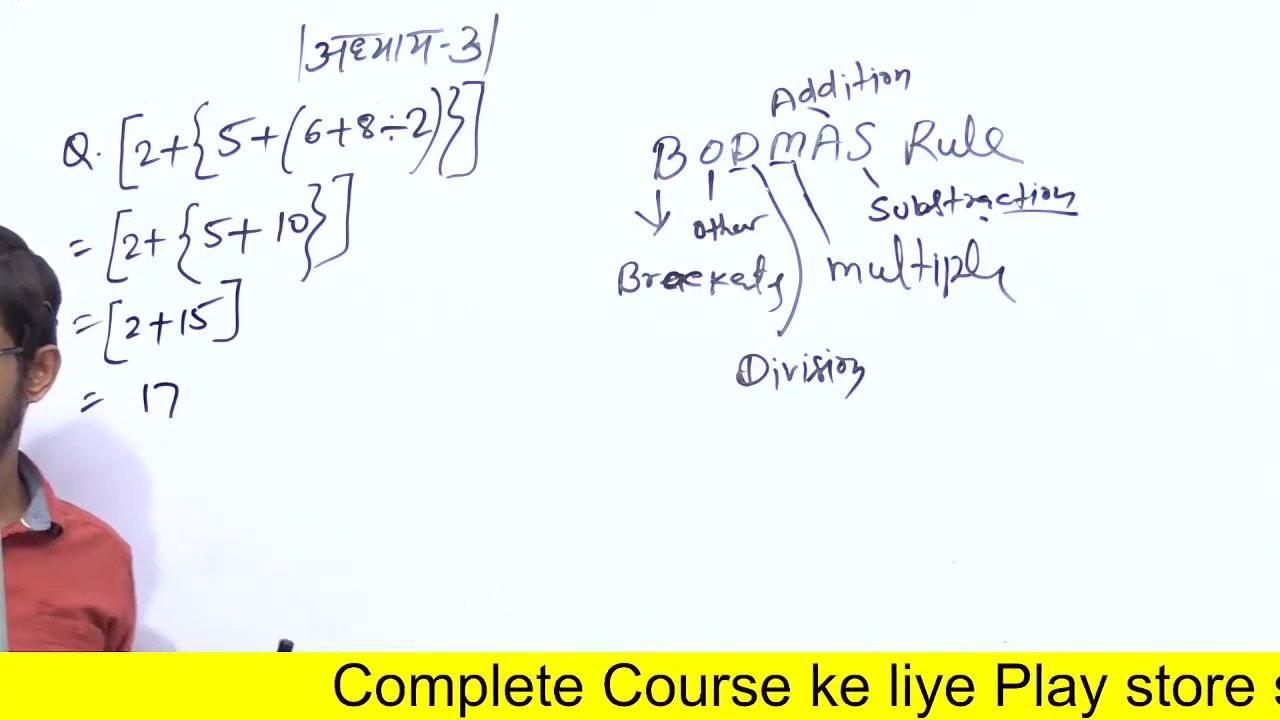 |अध्याय-3|
Q. [2+{5+(6+8÷2)}]
= [2+{5+10}]
= [2+15]
= 17
Addition
BODMAS Rule
Substraction
other
Brackets
multiply
Division
Complete Course ke liye Play store